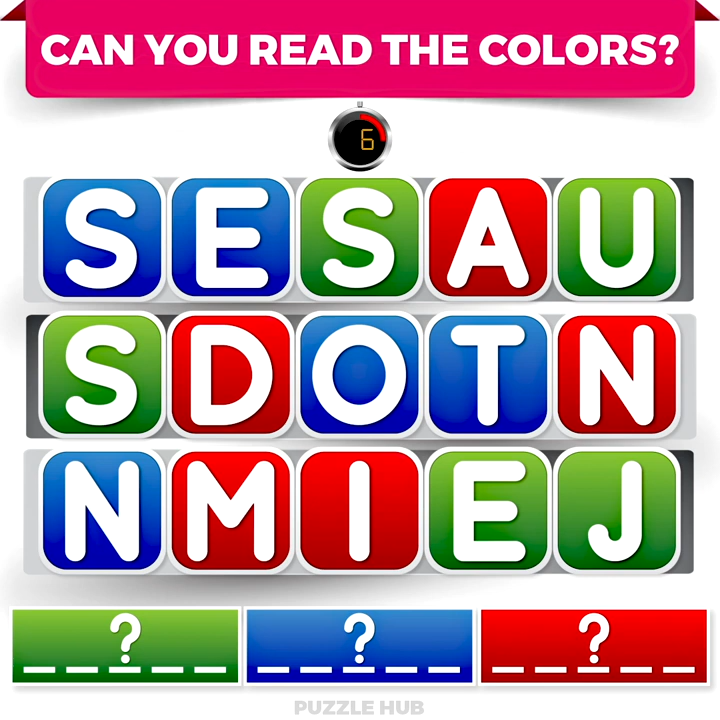 CAN YOU READ THE COLORS?
6
SESAU
SDOTN
NMIEJ
? ? ?
PUZZLE HUB